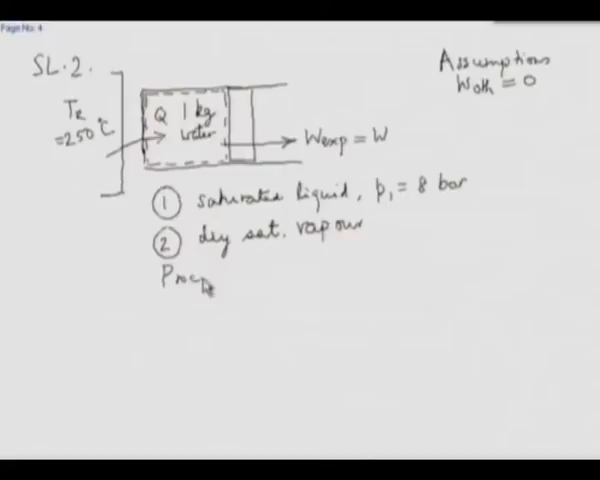 Page No: 4
SL.2.
Assumptions
Woth = 0
TR
= 250°C
Q 1 kg
water
Wexp = W
① saturated liquid, p₁ = 8 bar
② dry sat. vapour
Proc